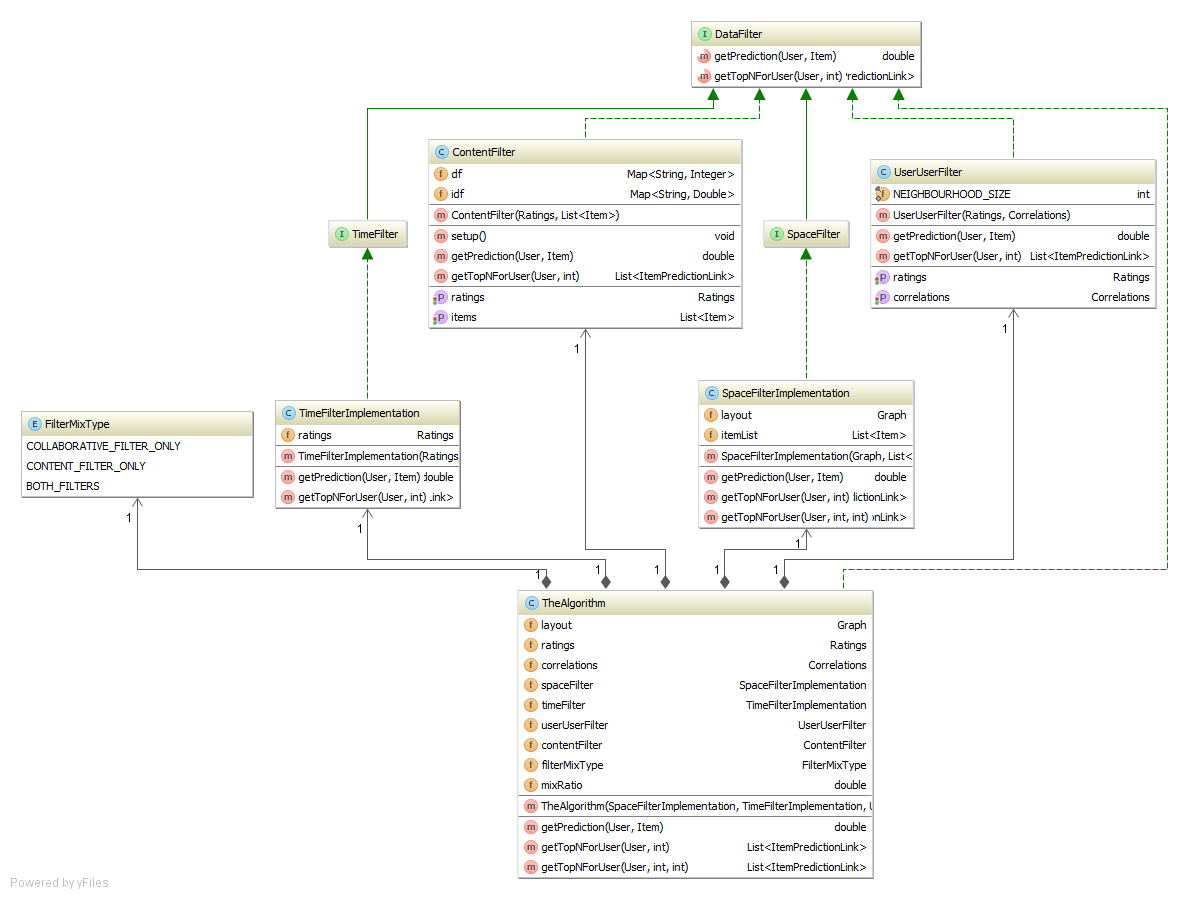 I DataFilter
m getPrediction(User, Item) double
m getTopNForUser(User, int) redictionLink>
C ContentFilter
f df Map<String, Integer>
f idf Map<String, Double>
m ContentFilter(Ratings, List<Item>)
m setup() void
m getPrediction(User, Item) double
m getTopNForUser(User, int) List<ItemPredictionLink>
p ratings Ratings
p items List<Item>
C UserUserFilter
f NEIGHBOURHOOD_SIZE int
m UserUserFilter(Ratings, Correlations)
m getPrediction(User, Item) double
m getTopNForUser(User, int) List<ItemPredictionLink>
p ratings Ratings
p correlations Correlations
I TimeFilter
I SpaceFilter
1
1
E FilterMixType
COLLABORATIVE_FILTER_ONLY
CONTENT_FILTER_ONLY
BOTH_FILTERS
C TimeFilterImplementation
f ratings Ratings
m TimeFilterImplementation(Ratings
m getPrediction(User, Item) double
m getTopNForUser(User, int) .ink>
C SpaceFilterImplementation
f layout Graph
f itemList List<Item>
m SpaceFilterImplementation(Graph, List<
m getPrediction(User, Item) double
m getTopNForUser(User, int) lictionLink>
m getTopNForUser(User, int, int) onLink>
1
1
1
1
1
1
1
1
C TheAlgorithm
f layout Graph
f ratings Ratings
f correlations Correlations
f spaceFilter SpaceFilterImplementation
f timeFilter TimeFilterImplementation
f userUserFilter UserUserFilter
f contentFilter ContentFilter
f filterMixType FilterMixType
f mixRatio double
m TheAlgorithm(SpaceFilterImplementation, TimeFilterImplementation, U
m getPrediction(User, Item) double
m getTopNForUser(User, int) List<ItemPredictionLink>
m getTopNForUser(User, int, int) List<ItemPredictionLink>
Powered by yFiles